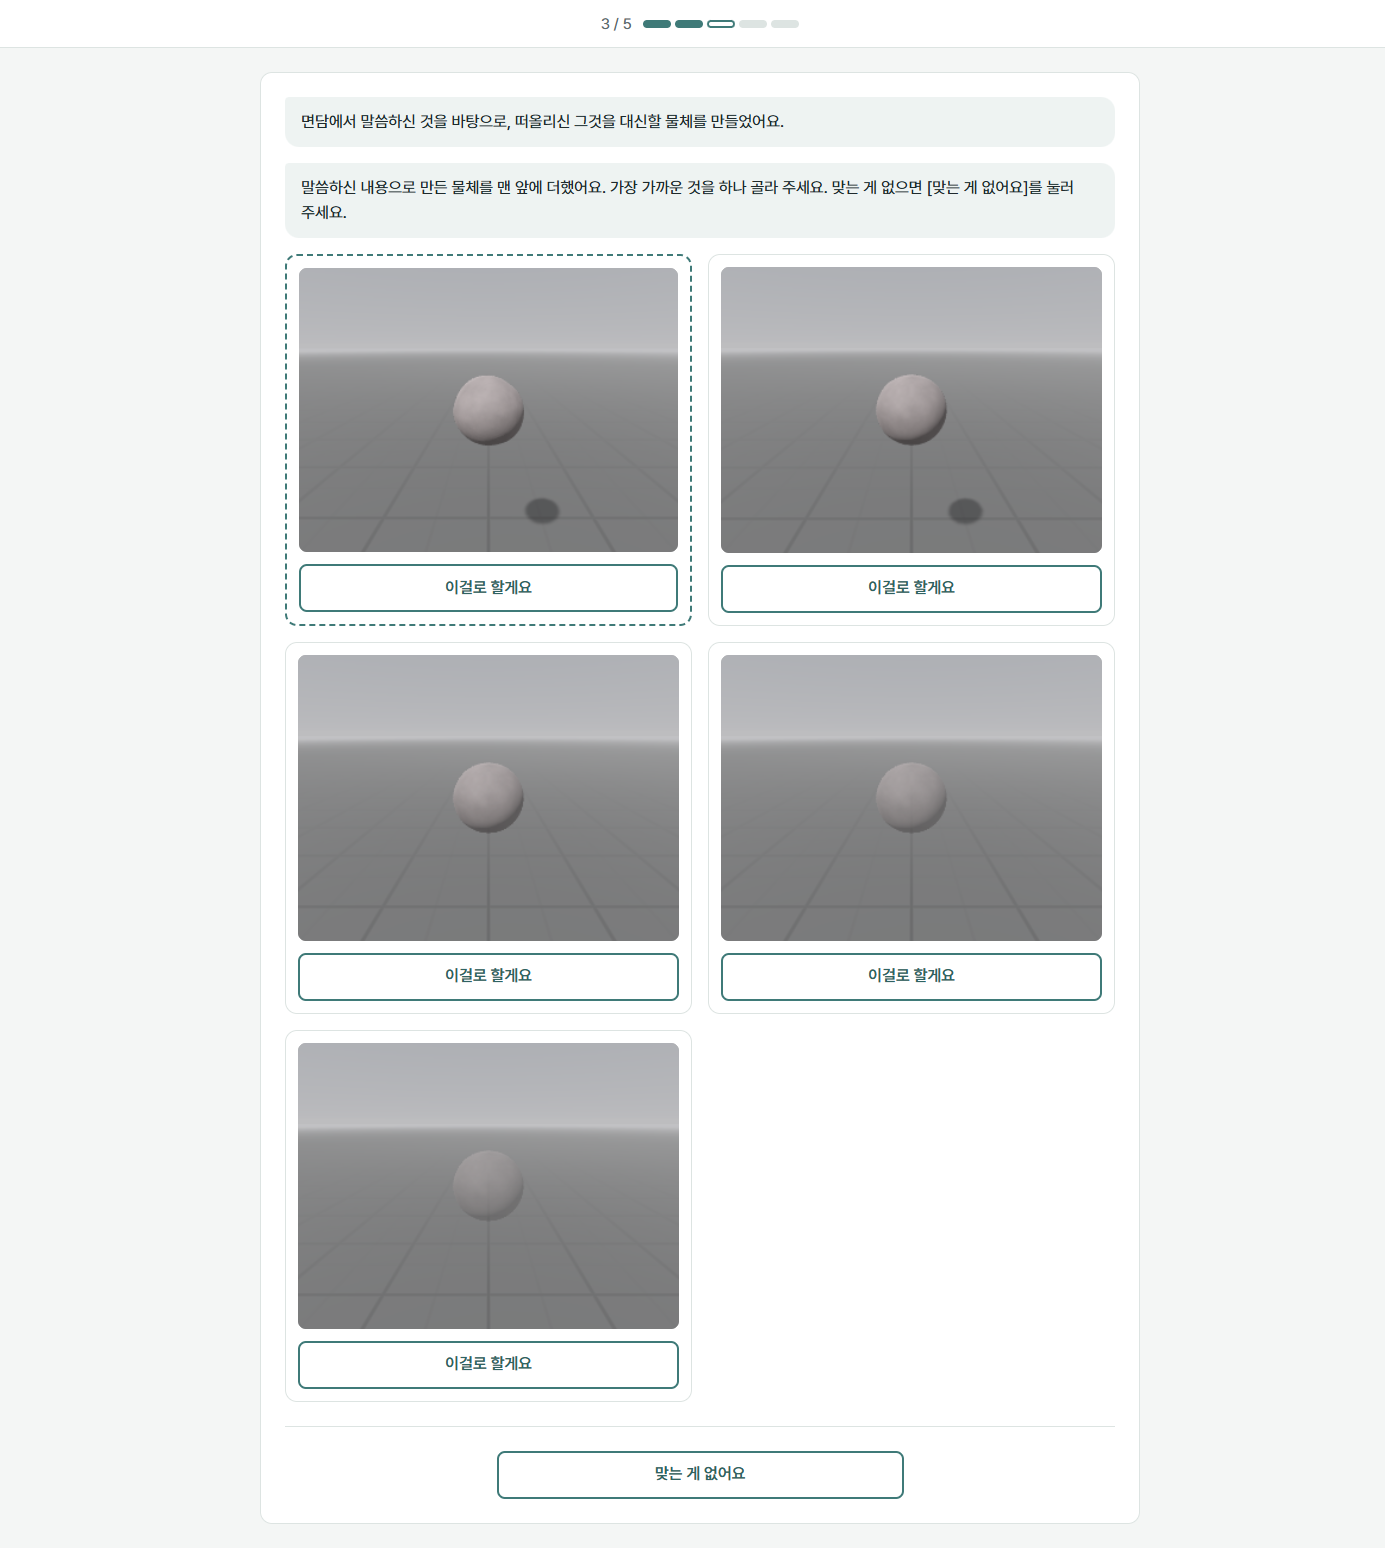 3 / 5
면담에서 말씀하신 것을 바탕으로, 떠올리신 그것을 대신할 물체를 만들었어요.
말씀하신 내용으로 만든 물체를 맨 앞에 더했어요. 가장 가까운 것을 하나 골라 주세요. 맞는 게 없으면 [맞는 게 없어요]를 눌러
주세요.
이걸로 할게요
이걸로 할게요
이걸로 할게요
이걸로 할게요
이걸로 할게요
맞는 게 없어요